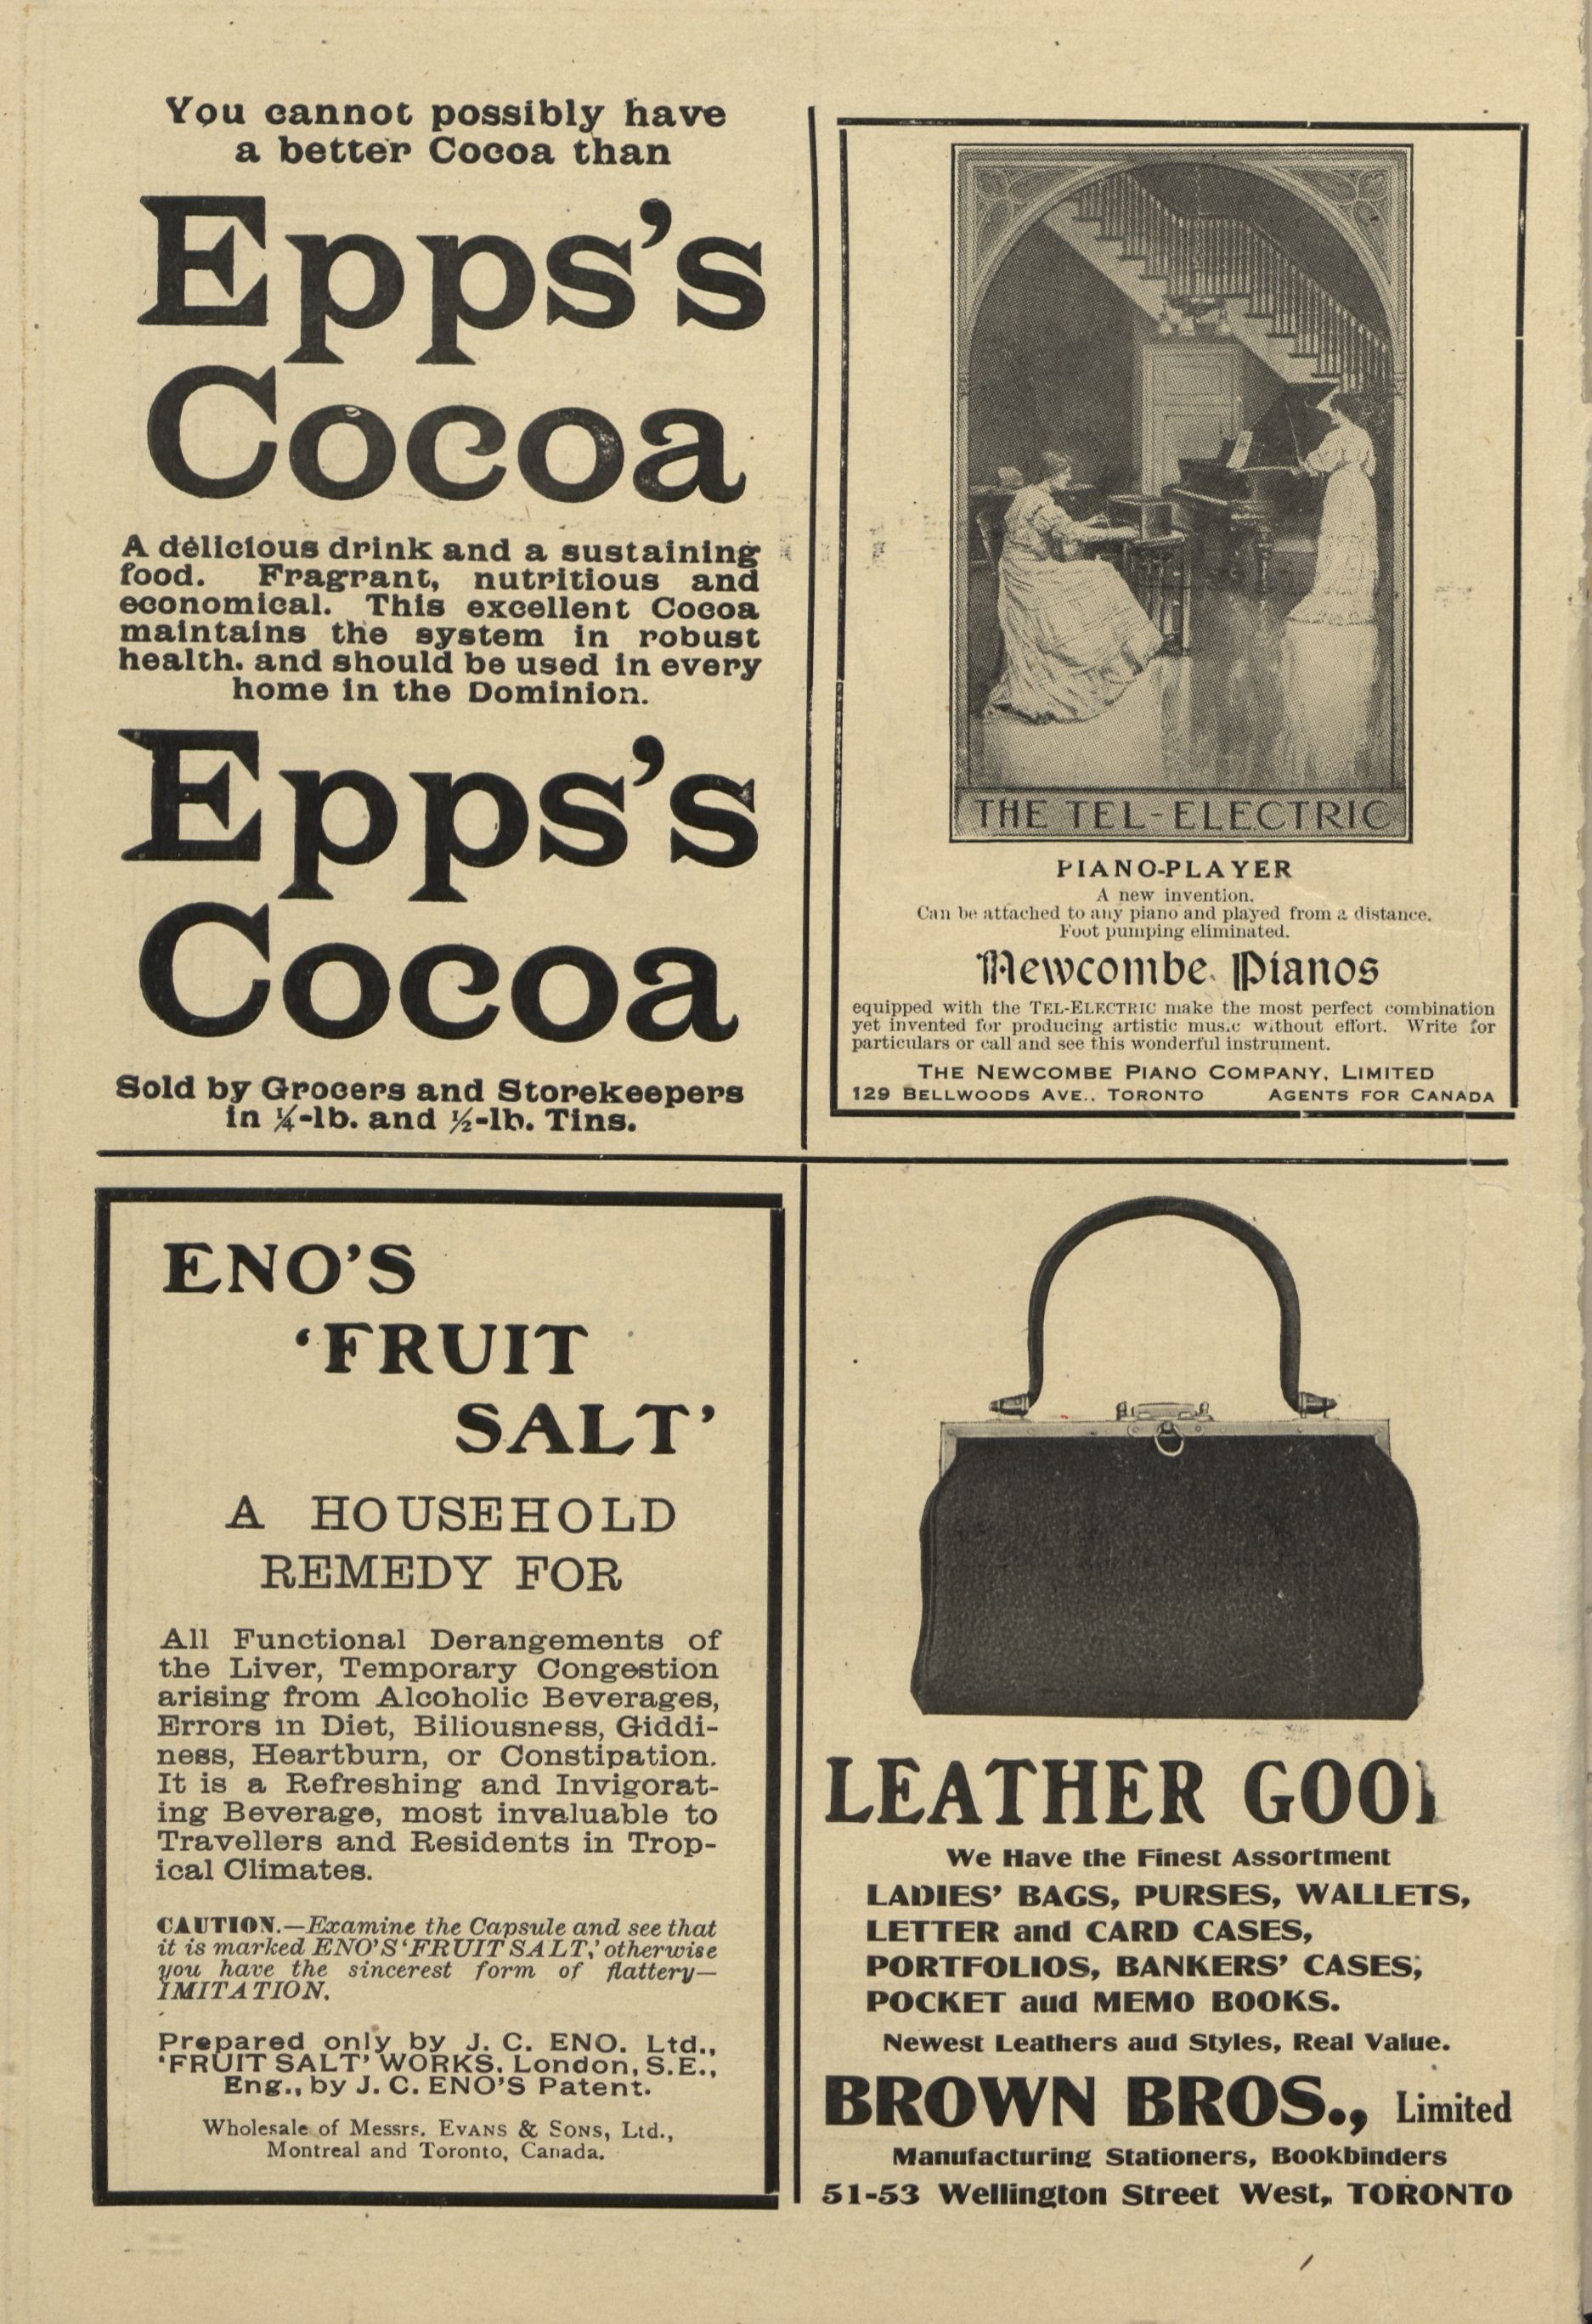 You cannot possibly have
a better Cocoa than
Epps's
Cocoa
A delicious drink and a sustaining
food. Fragrant, nutritious and
economical. This excellent Cocoa
maintains the system in robust
health. and should be used in every
home in the Dominion.
Epps's
Cocoa
Sold by Grocers and Storekeepers
in ¼-lb. and ½-lb. Tins.
THE TEL-ELECTRIC
PIANO-PLAYER
A new invention.
Can be attached to any piano and played from a distance.
Foot pumping eliminated.
Newcombe Pianos
equipped with the TEL-ELECTRIC make the most perfect combination
yet invented for producing artistic music without effort. Write for
particulars or call and see this wonderful instrument.
THE NEWCOMBE PIANO COMPANY, LIMITED
129 BELLWOODS AVE., TORONTO AGENTS FOR CANADA
ENO'S
'FRUIT
SALT'
A HOUSEHOLD
REMEDY FOR
All Functional Derangements of
the Liver, Temporary Congestion
arising from Alcoholic Beverages,
Errors in Diet, Biliousness, Giddi-
ness, Heartburn, or Constipation.
It is a Refreshing and Invigorat-
ing Beverage, most invaluable to
Travellers and Residents in Trop-
ical Climates.
CAUTION.—Examine the Capsule and see that
it is marked ENO'S 'FRUIT SALT,' otherwise
you have the sincerest form of flattery—
IMITATION.
Prepared only by J. C. ENO. Ltd.,
'FRUIT SALT' WORKS, London, S.E.,
Eng., by J. C. ENO'S Patent.
Wholesale of Messrs. EVANS & SONS, Ltd.,
Montreal and Toronto, Canada.
LEATHER GOO
We Have the Finest Assortment
LADIES' BAGS, PURSES, WALLETS,
LETTER and CARD CASES,
PORTFOLIOS, BANKERS' CASES,
POCKET aud MEMO BOOKS.
Newest Leathers aud Styles, Real Value.
BROWN BROS., Limited
Manufacturing Stationers, Bookbinders
51-53 Wellington Street West, TORONTO